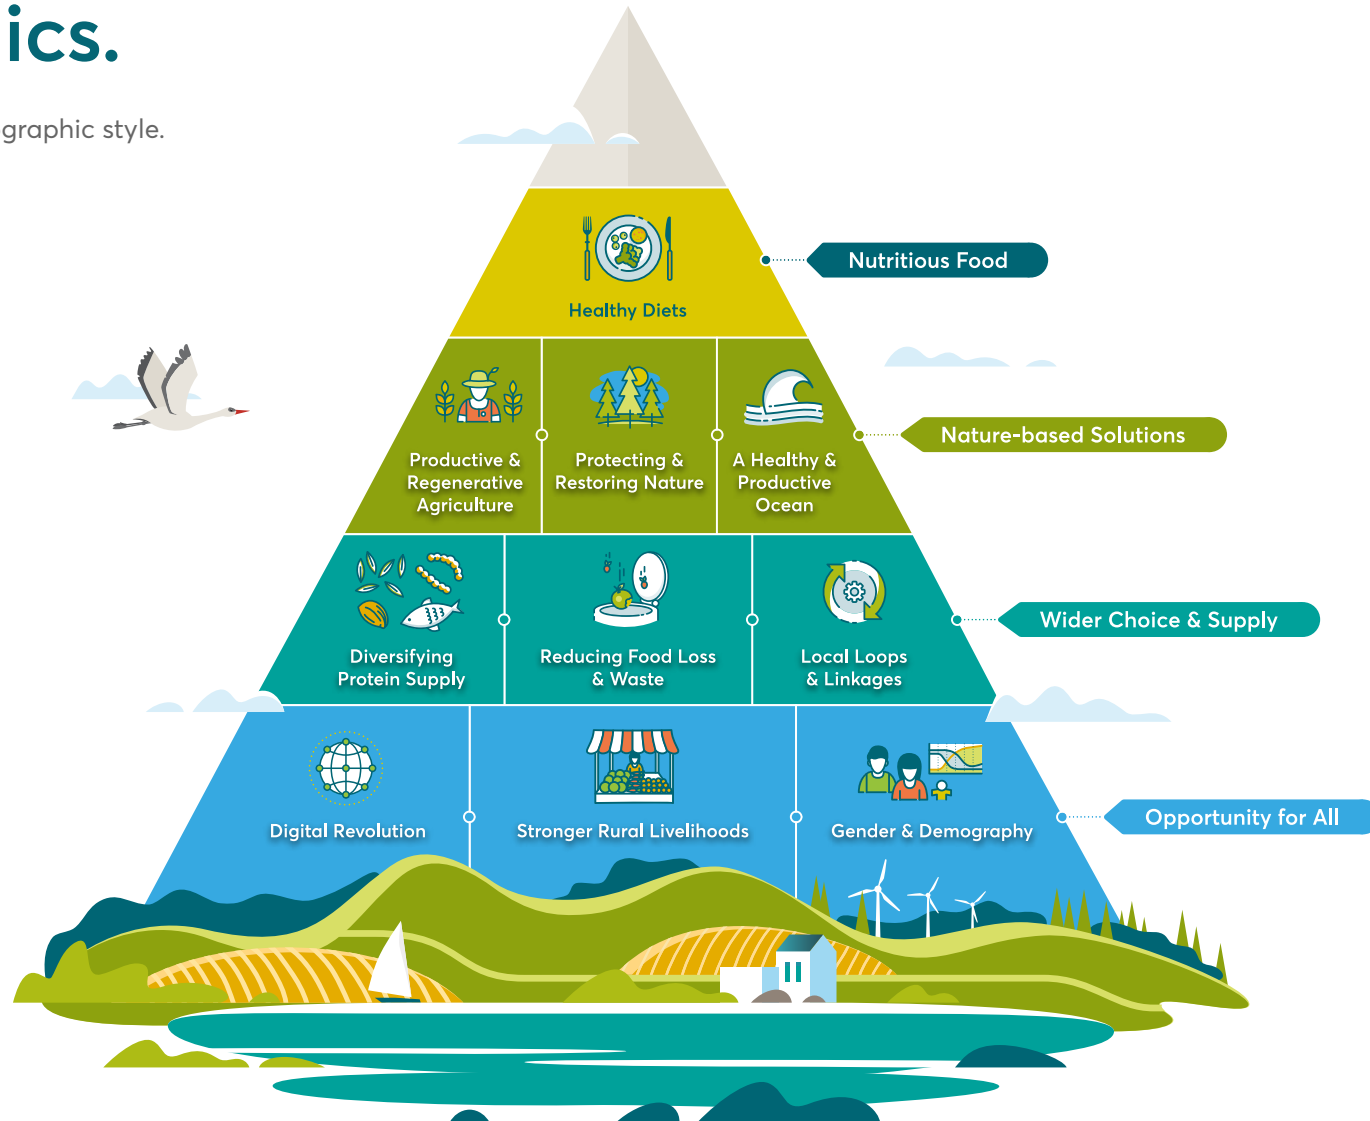 ics.
graphic style.
Healthy Diets
Nutritious Food
Productive &
Regenerative
Agriculture
Protecting &
Restoring Nature
A Healthy &
Productive
Ocean
Nature-based Solutions
Diversifying
Protein Supply
Reducing Food Loss
& Waste
Local Loops
& Linkages
Wider Choice & Supply
Digital Revolution
Stronger Rural Livelihoods
Gender & Demography
Opportunity for All